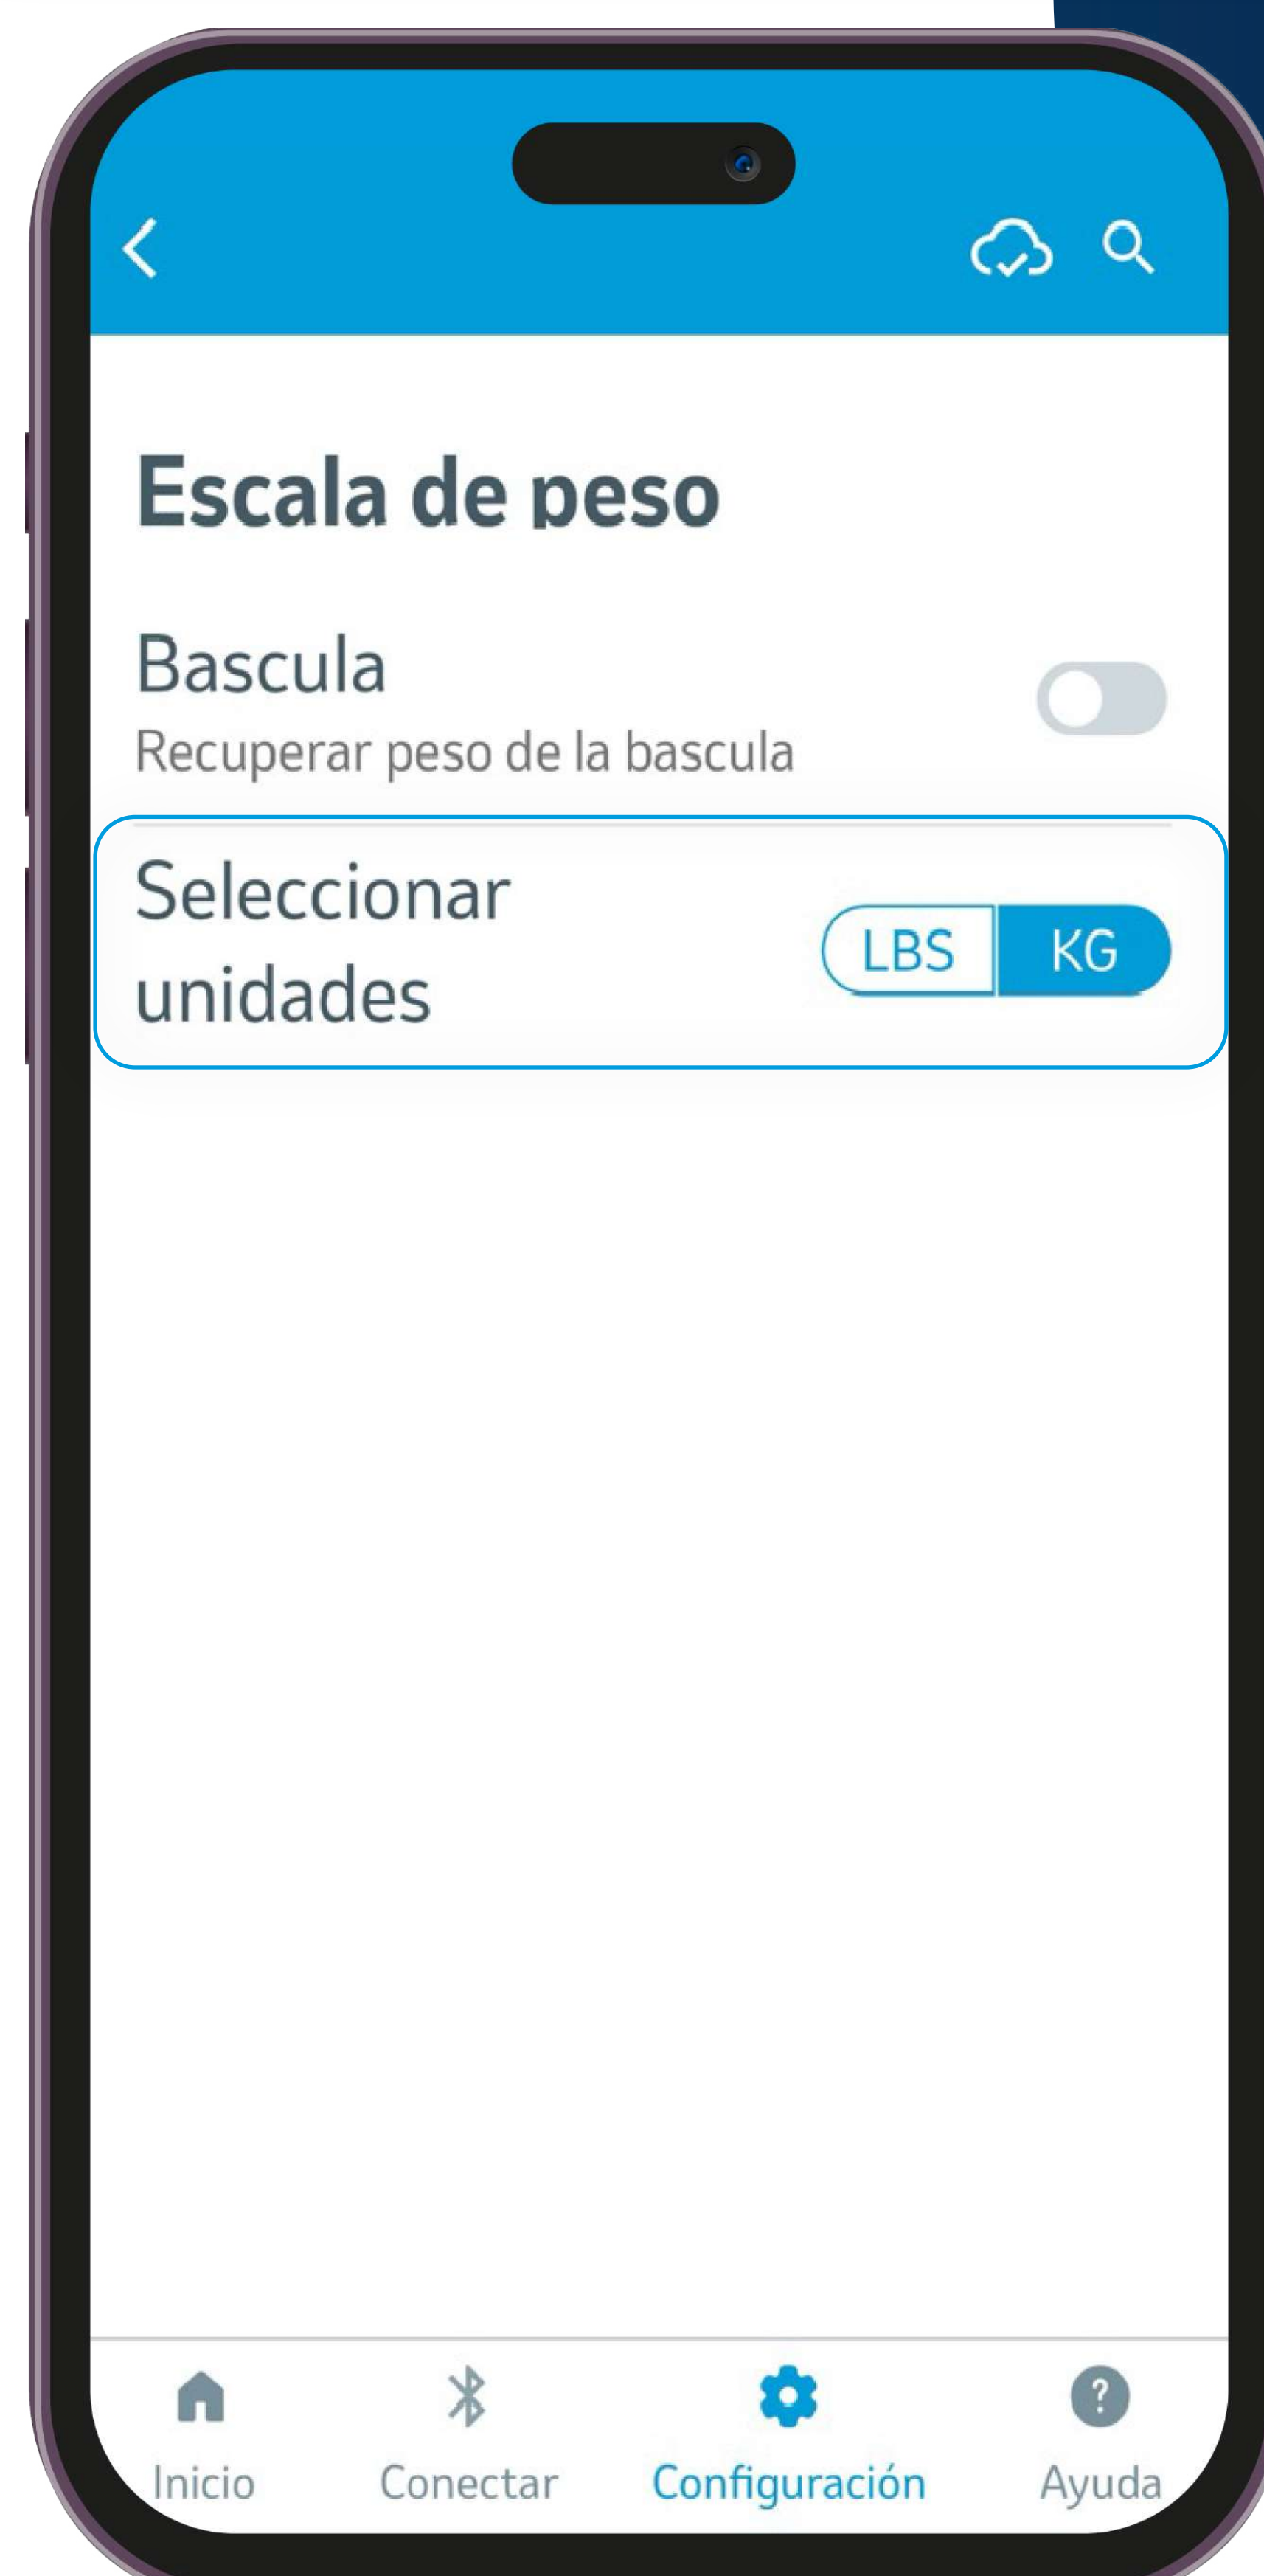 Escala de peso
Bascula
Recuperar peso de la bascula
Seleccionar
unidades
LBS KG
Inicio Conectar Configuración Ayuda